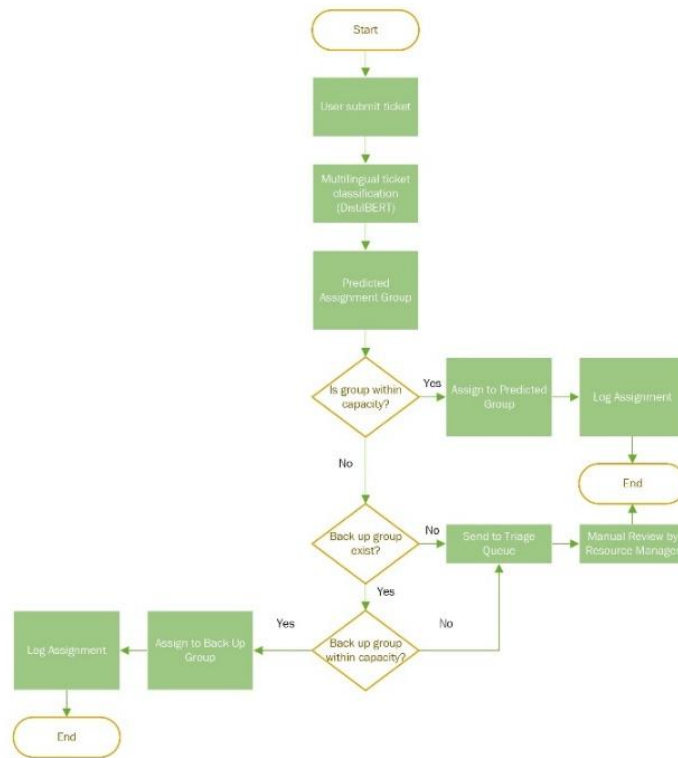 Start
User submit ticket
Multilingual ticket
classification
(DistilBERT)
Predicted
Assignment Group
Is group within
capacity?
Yes
Assign to Predicted
Group
Log Assignment
No
End
Back up group
exist?
No
Send to Triage
Queue
Manual Review by
Resource Manager
Yes
Log Assignment
Assign to Back Up
Group
Yes
Back up group
within capacity?
No
End